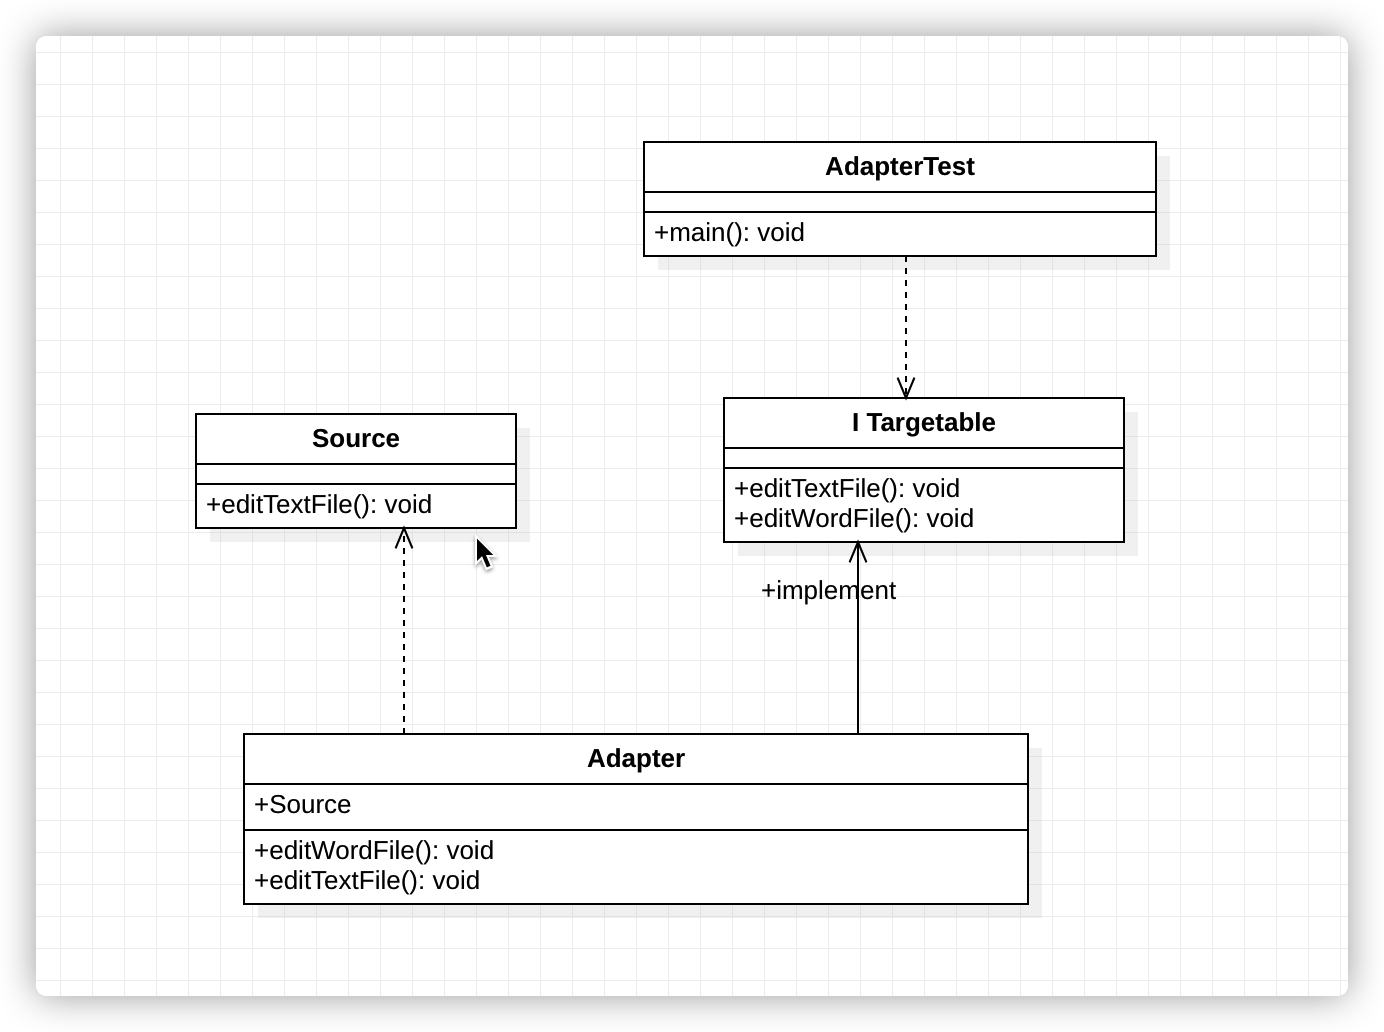 AdapterTest
+main(): void
Source
+editTextFile(): void
I Targetable
+editTextFile(): void
+editWordFile(): void
+implement
Adapter
+Source
+editWordFile(): void
+editTextFile(): void